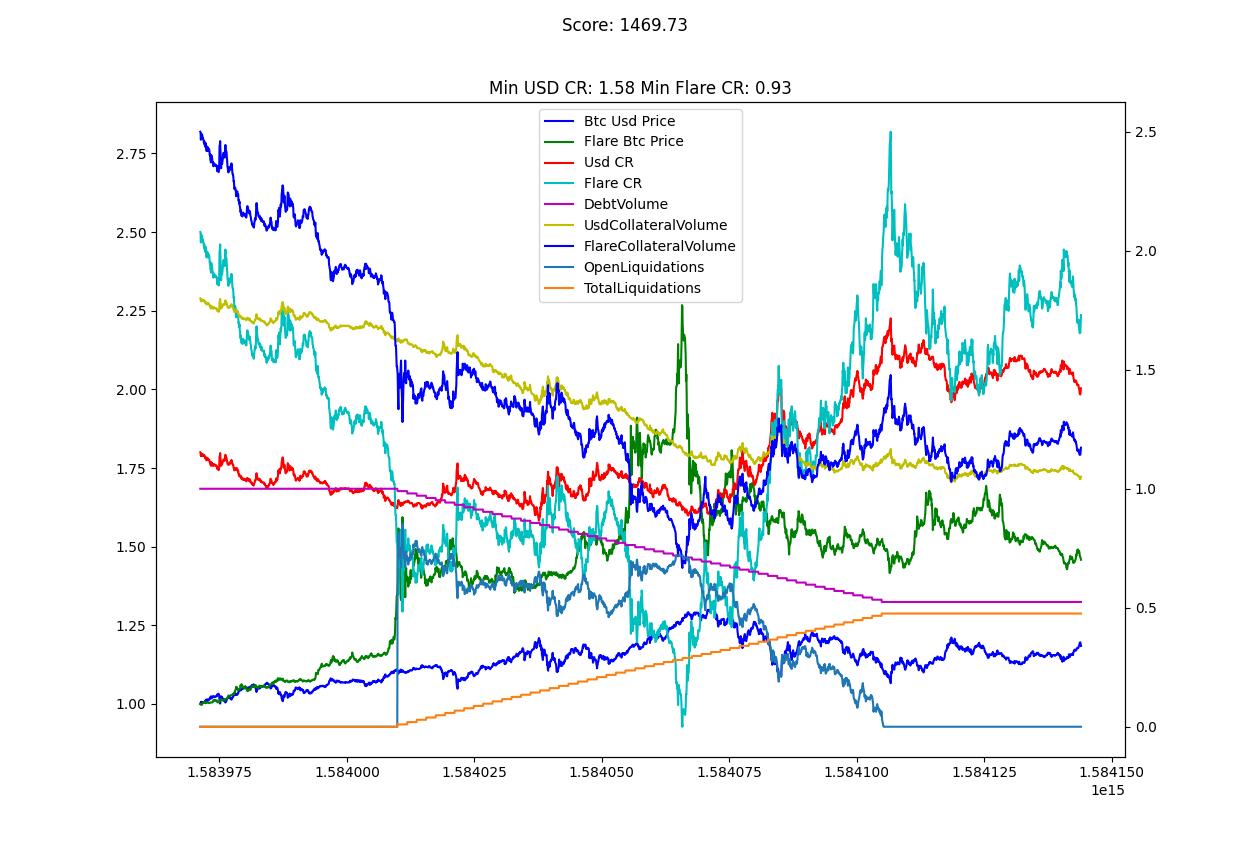 Score: 1469.73
Min USD CR: 1.58 Min Flare CR: 0.93
Btc Usd Price
Flare Btc Price
Usd CR
Flare CR
DebtVolume
UsdCollateralVolume
FlareCollateralVolume
OpenLiquidations
TotalLiquidations
2.75
2.50
2.25
2.00
1.75
1.50
1.25
1.00
2.5
2.0
1.5
1.0
0.5
0.0
1.583975 1.584000 1.584025 1.584050 1.584075 1.584100 1.584125 1.584150
1e15